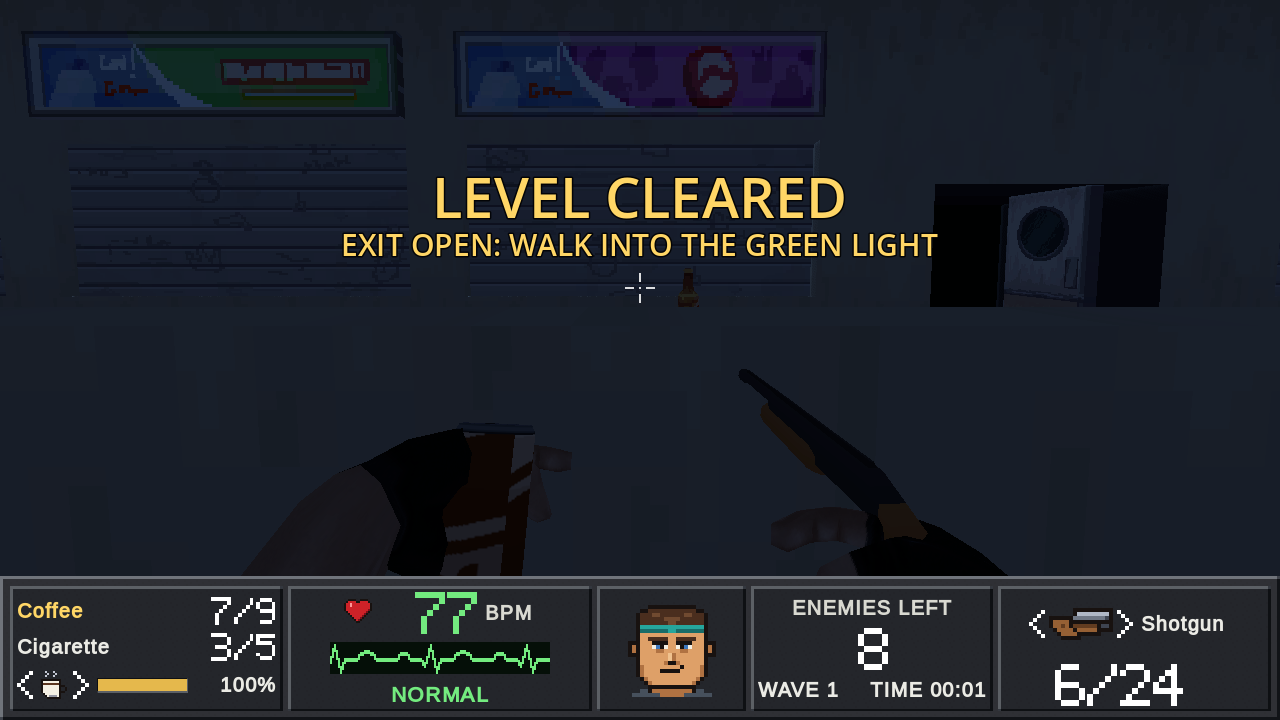 LEVEL CLEARED
EXIT OPEN: WALK INTO THE GREEN LIGHT
Coffee 7/9
Cigarette 3/5
100%
77 BPM
NORMAL
ENEMIES LEFT
8
WAVE 1 TIME 00:01
Shotgun
6/24